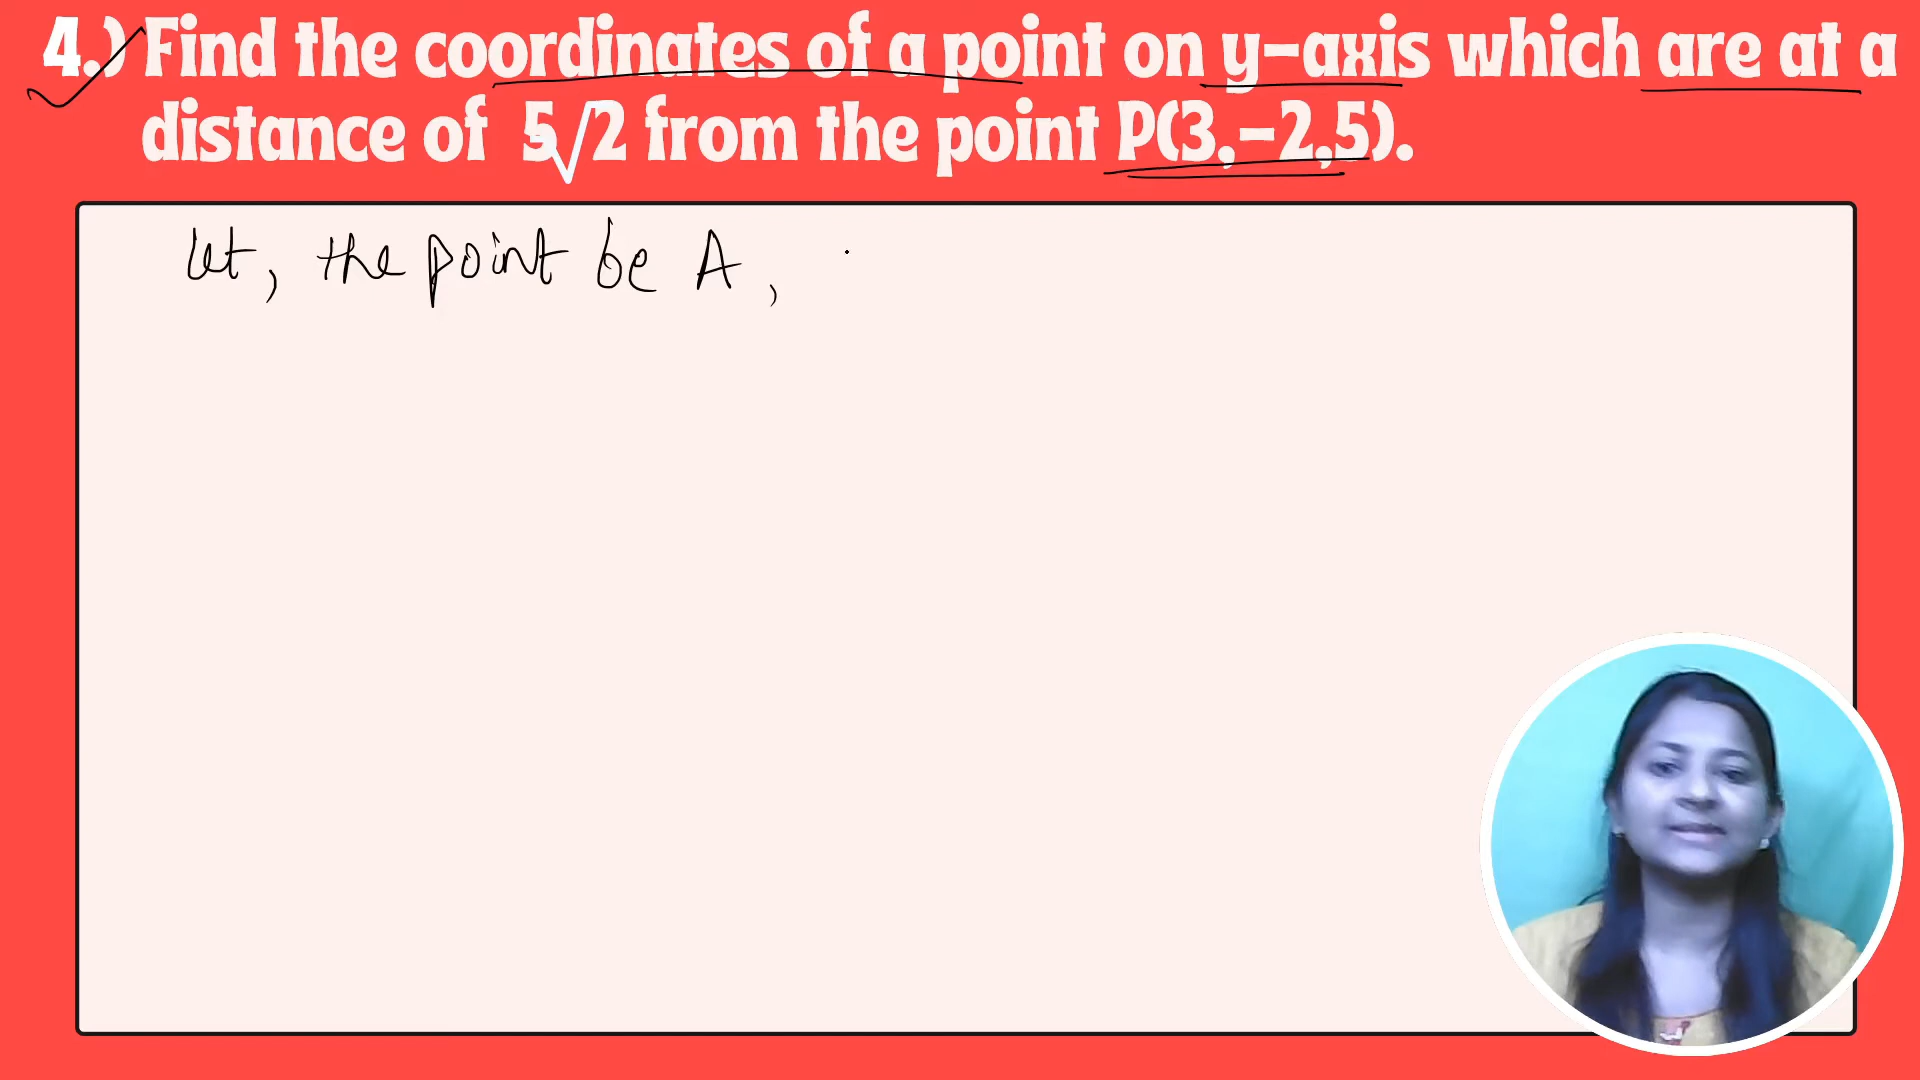 4.) Find the coordinates of a point on y-axis which are at a
distance of 5√2 from the point P(3,-2,5).
Let, the point be A,